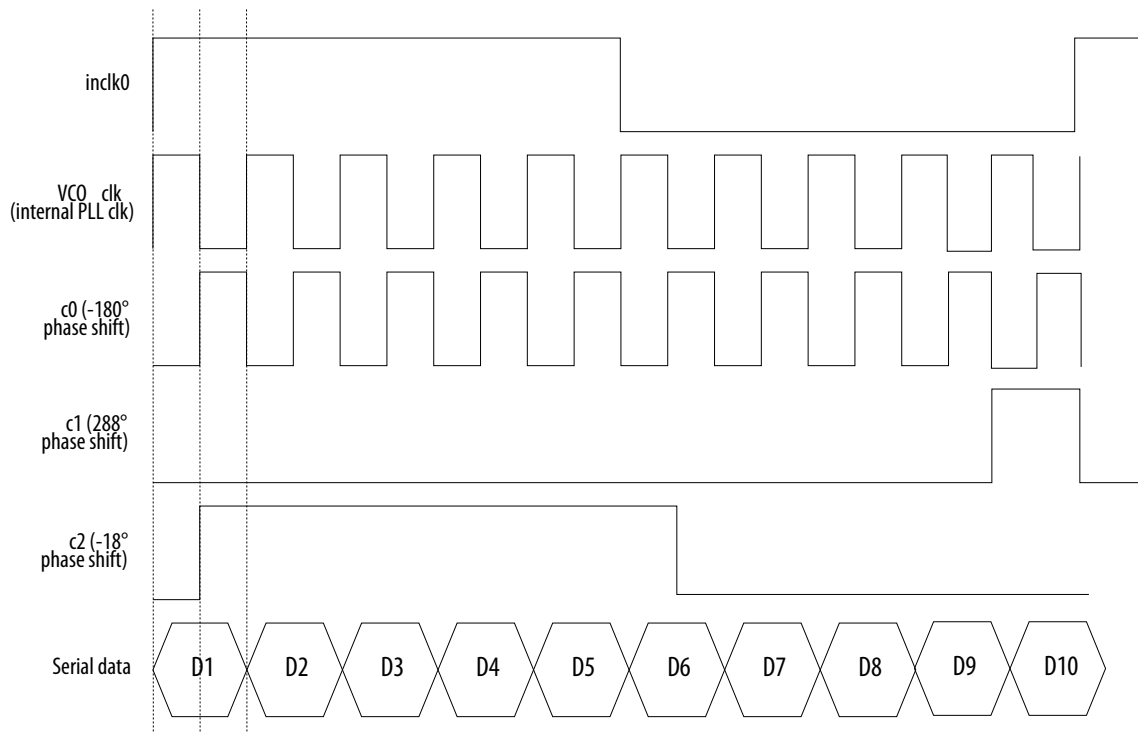 inclk0
VCO clk
(internal PLL clk)
c0 (-180°
phase shift)
c1 (288°
phase shift)
c2 (-18°
phase shift)
Serial data
D1 D2 D3 D4 D5 D6 D7 D8 D9 D10